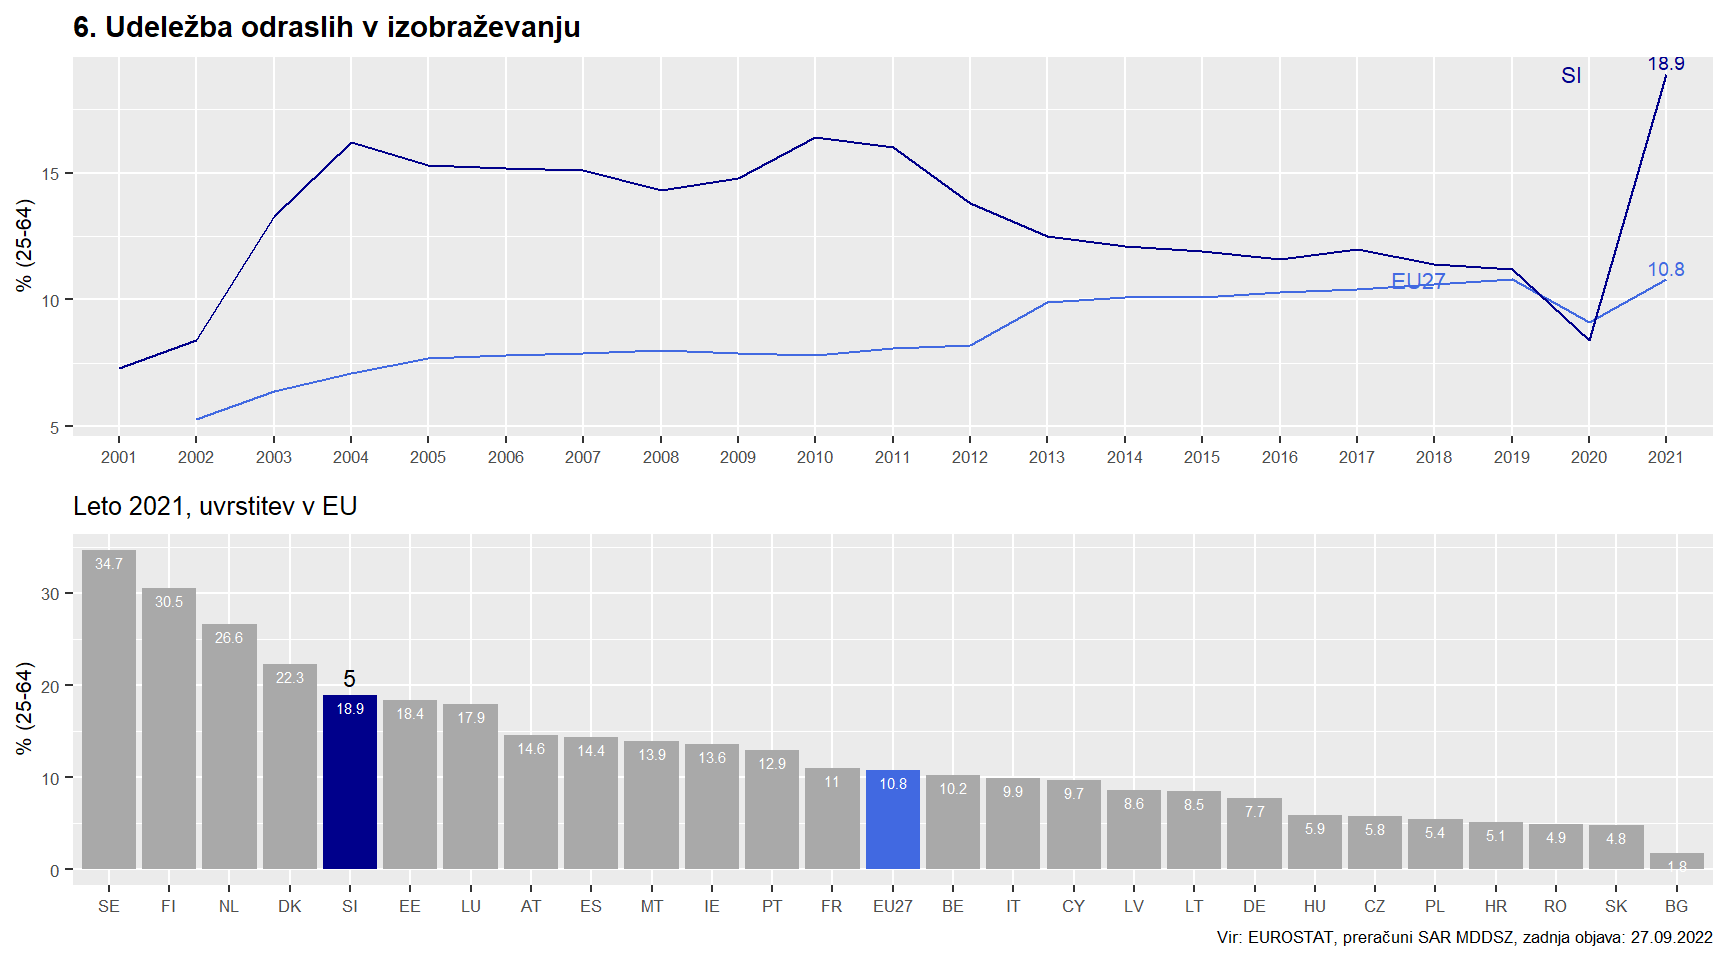 6. Udeležba odraslih v izobraževanju
% (25-64)
15
10
5
SI
18.9
EU27
10.8
2001 2002 2003 2004 2005 2006 2007 2008 2009 2010 2011 2012 2013 2014 2015 2016 2017 2018 2019 2020 2021
Leto 2021, uvrstitev v EU
% (25-64)
30
20
10
0
5
34.7 30.5 26.6 22.3 18.9 18.4 17.9 14.6 14.4 13.9 13.6 12.9 11 10.8 10.2 9.9 9.7 8.6 8.5 7.7 5.9 5.8 5.4 5.1 4.9 4.8 1.8
SE FI NL DK SI EE LU AT ES MT IE PT FR EU27 BE IT CY LV LT DE HU CZ PL HR RO SK BG
Vir: EUROSTAT, preračuni SAR MDDSZ, zadnja objava: 27.09.2022